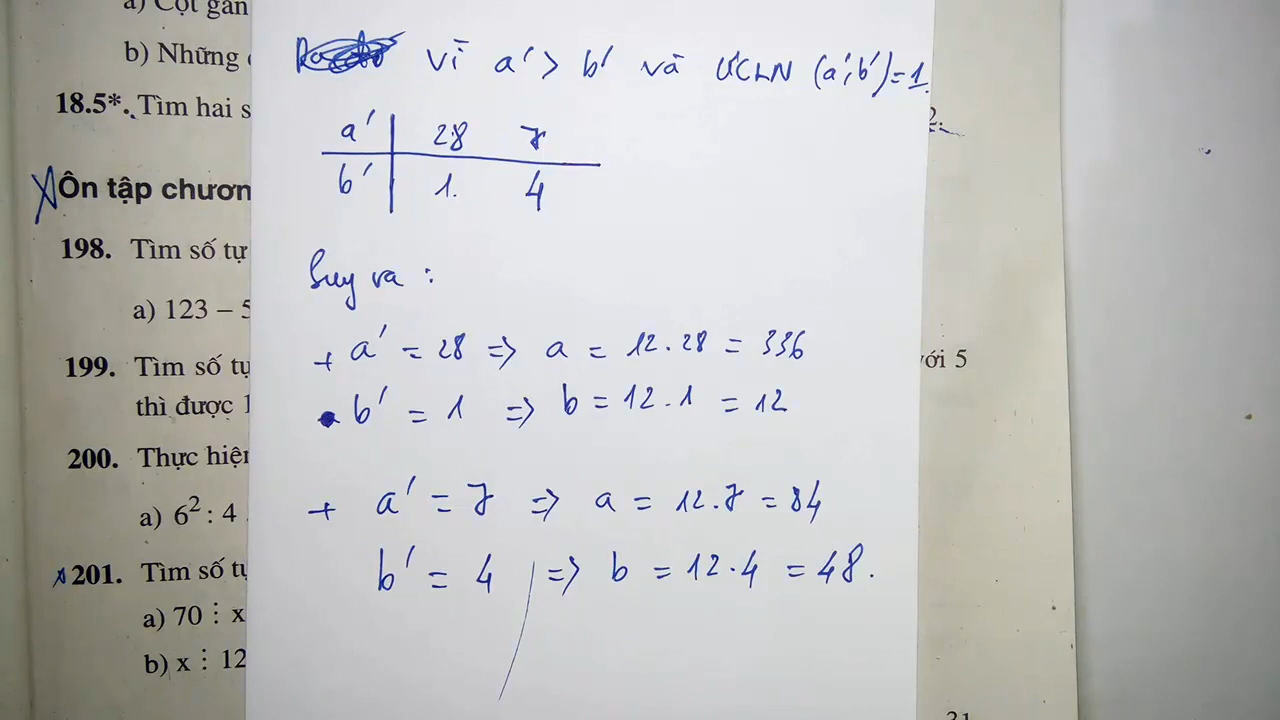 a) Cột gần
b) Những
18.5*. Tìm hai s
2.
Vì a' > b' và ƯCLN (a'; b') = 1.
a' | 28 7
b' | 1. 4
Ôn tập chươn
198. Tìm số tự
a) 123 – 5
199. Tìm số tự
với 5
thì được 1
200. Thực hiện
a) 6² : 4
201. Tìm số tự
a) 70 ⋮ x
b) x ⋮ 12
Suy ra :
+ a' = 28 => a = 12.28 = 336
b' = 1 => b = 12.1 = 12
+ a' = 7 => a = 12.7 = 84
b' = 4 => b = 12.4 = 48.